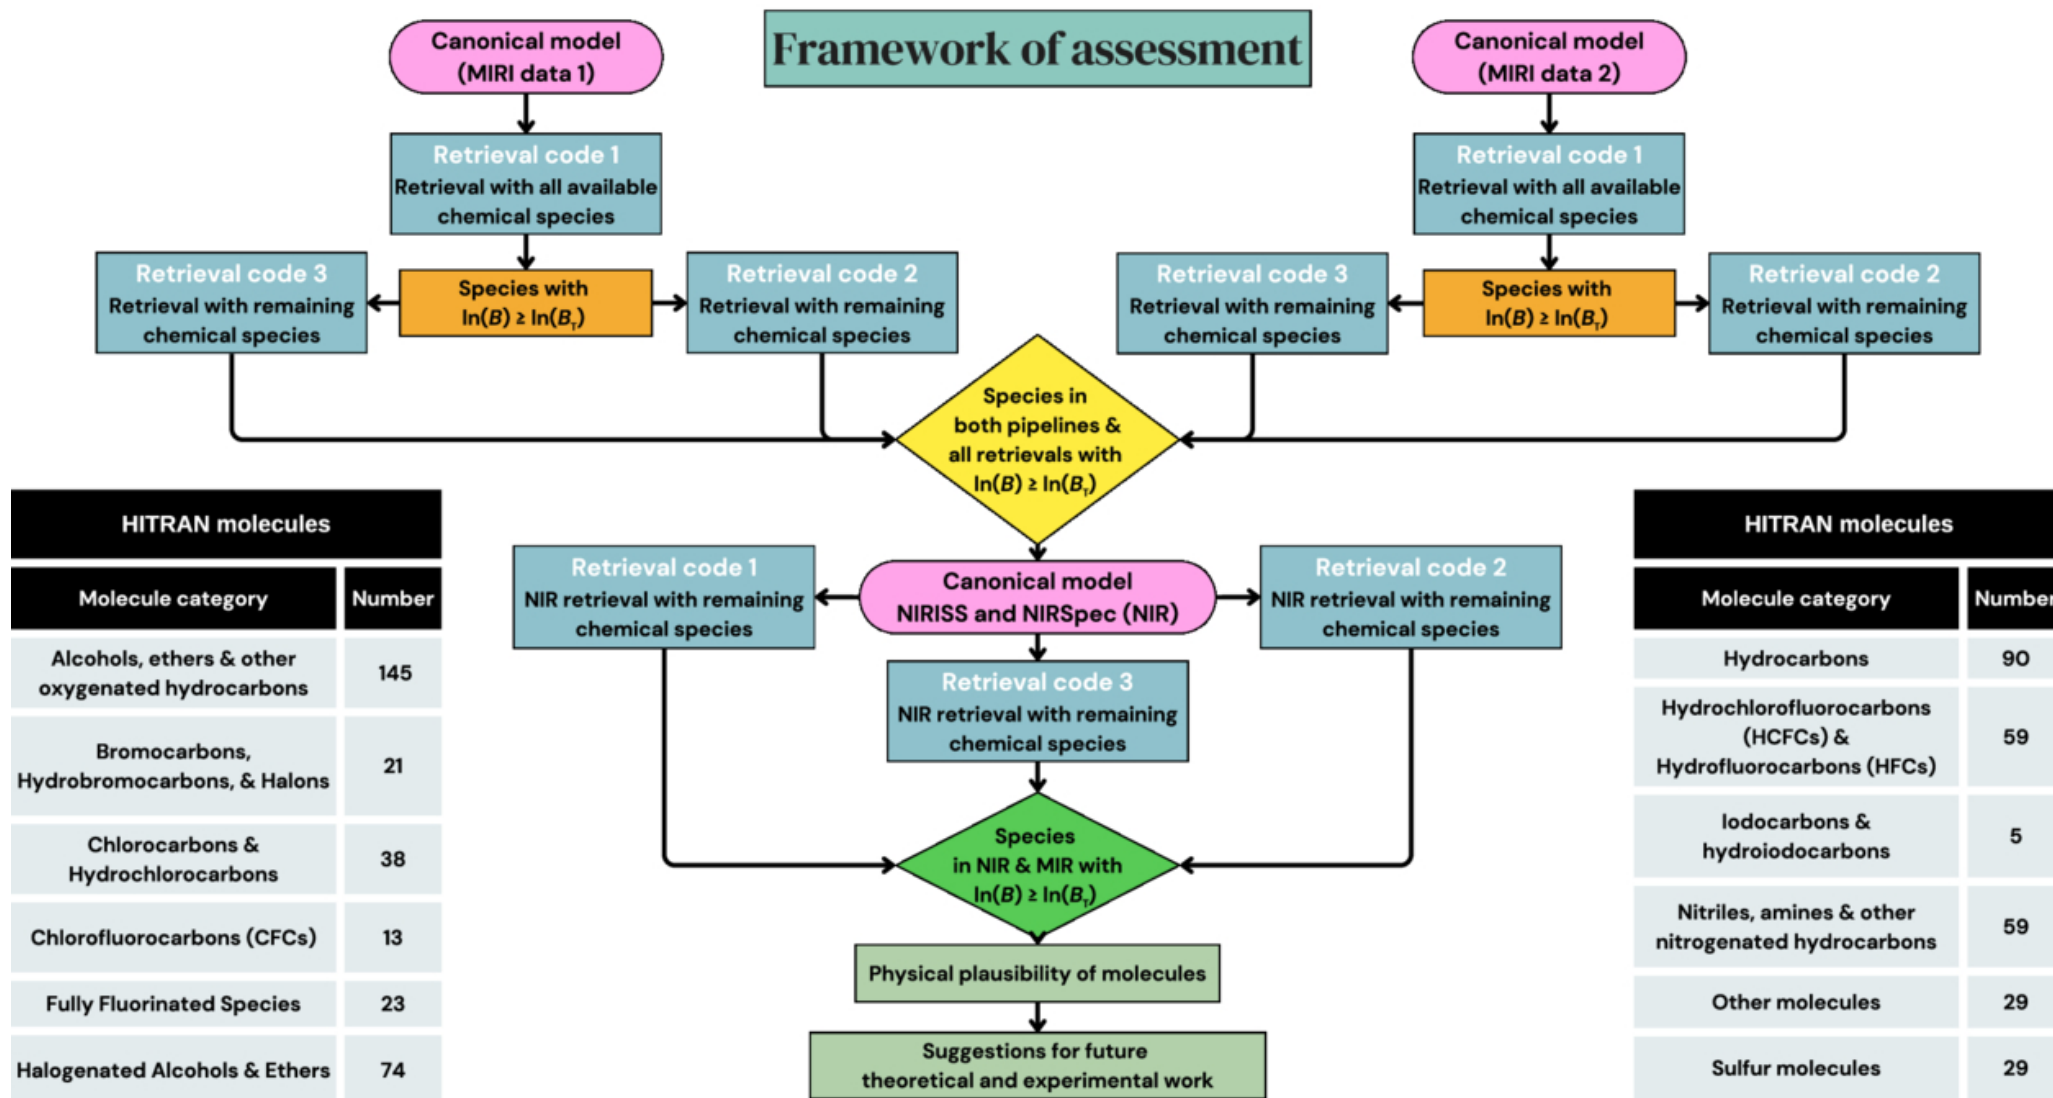 Framework of assessment
Canonical model
(MIRI data 1)
Retrieval code 1
Retrieval with all available
chemical species
Retrieval code 3
Retrieval with remaining
chemical species
Species with
ln(B) ≥ ln(B_T)
Retrieval code 2
Retrieval with remaining
chemical species
Canonical model
(MIRI data 2)
Retrieval code 1
Retrieval with all available
chemical species
Retrieval code 3
Retrieval with remaining
chemical species
Species with
ln(B) ≥ ln(B_T)
Retrieval code 2
Retrieval with remaining
chemical species
Species in
both pipelines &
all retrievals with
ln(B) ≥ ln(B_T)
Retrieval code 1
NIR retrieval with remaining
chemical species
Canonical model
NIRISS and NIRSpec (NIR)
Retrieval code 2
NIR retrieval with remaining
chemical species
Retrieval code 3
NIR retrieval with remaining
chemical species
Species
in NIR & MIR with
ln(B) ≥ ln(B_T)
Physical plausibility of molecules
Suggestions for future
theoretical and experimental work
HITRAN molecules
Molecule category Number
Alcohols, ethers & other
oxygenated hydrocarbons 145
Bromocarbons,
Hydrobromocarbons, & Halons 21
Chlorocarbons &
Hydrochlorocarbons 38
Chlorofluorocarbons (CFCs) 13
Fully Fluorinated Species 23
Halogenated Alcohols & Ethers 74
HITRAN molecules
Molecule category Number
Hydrocarbons 90
Hydrochlorofluorocarbons
(HCFCs) & 59
Hydrofluorocarbons (HFCs)
Iodocarbons &
hydroiodocarbons 5
Nitriles, amines & other
nitrogenated hydrocarbons 59
Other molecules 29
Sulfur molecules 29